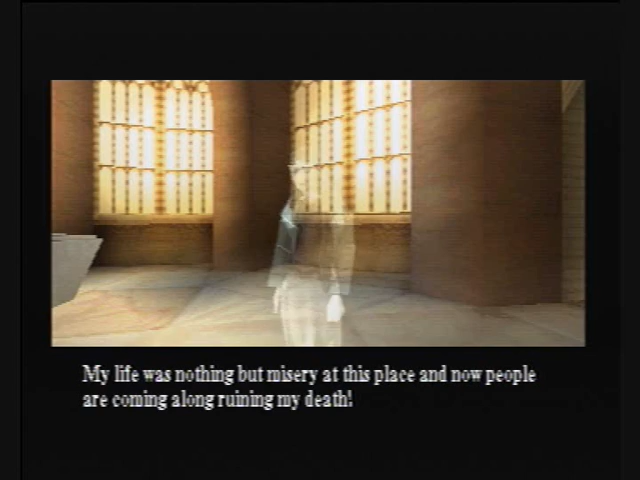 My life was nothing but misery at this place and now people
are coming along ruining my death!